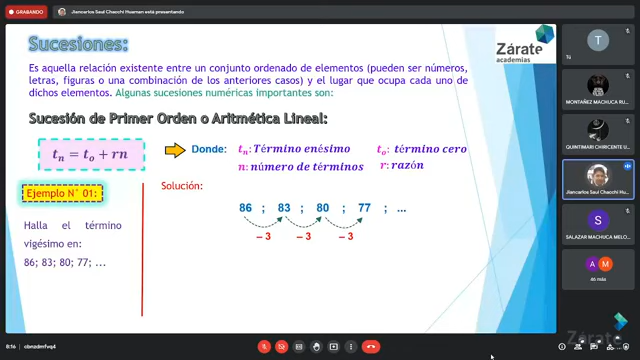 GRABANDO
Jiancarlos Saul Chacchi Huaman está presentando
Sucesiones:
Zárate
academias
Es aquella relación existente entre un conjunto ordenado de elementos (pueden ser números,
letras, figuras o una combinación de los anteriores casos) y el lugar que ocupa cada uno de
dichos elementos. Algunas sucesiones numéricas importantes son:
Sucesión de Primer Orden o Aritmética Lineal:
tₙ = t₀ + rn
Donde:
tₙ: Término enésimo
t₀: término cero
n: número de términos
r: razón
Ejemplo N° 01:
Halla el término
vigésimo en:
86; 83; 80; 77; ...
Solución:
86 ; 83 ; 80 ; 77 ; ...
– 3 – 3 – 3
T
Tú
MONTAÑEZ MACHUCA RU...
QUINTIMARI CHIRICENTE U...
Jiancarlos Saul Chacchi Hua...
SALAZAR MACHUCA MELO...
A M
46 más
Zárate
8:16 | cbnzdmfvq4